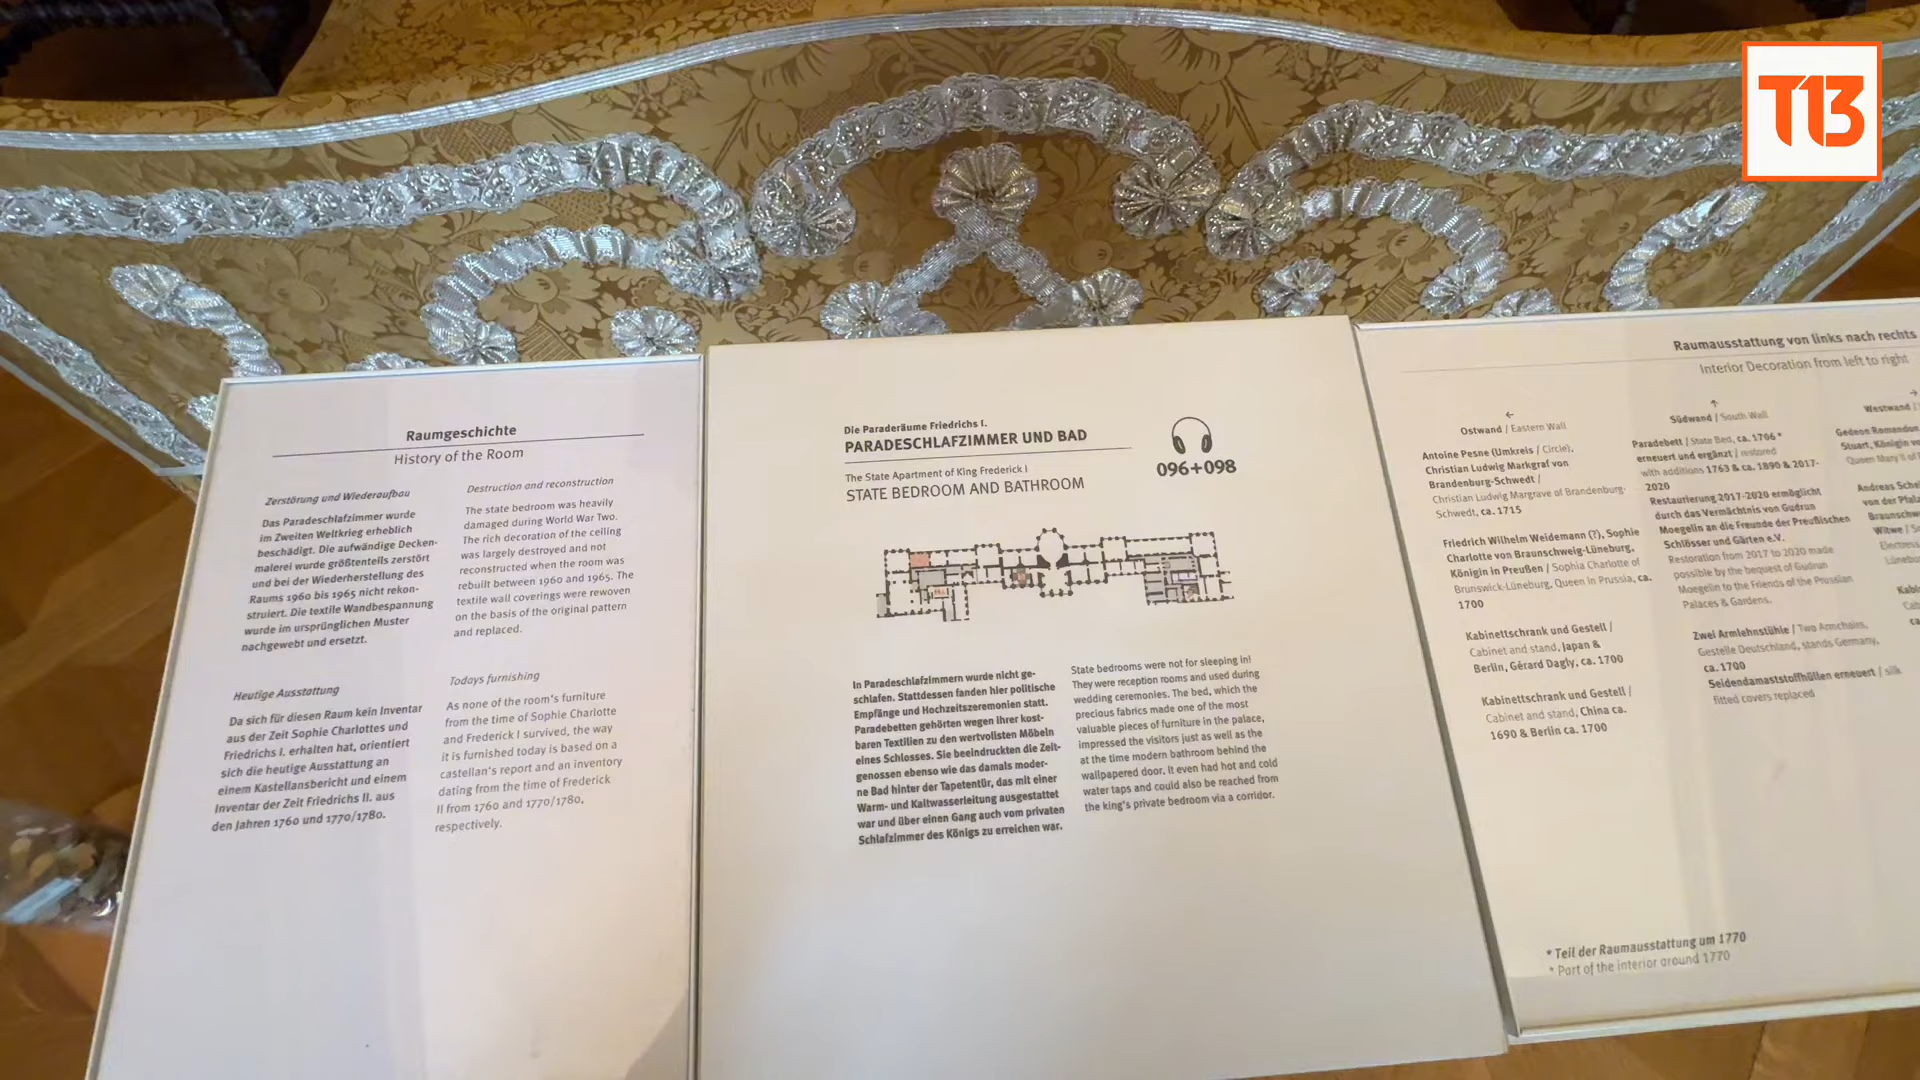 T13
Raumgeschichte
History of the Room
Zerstörung und Wiederaufbau
Das Paradeschlafzimmer wurde
im Zweiten Weltkrieg erheblich
beschädigt. Die aufwändige Decken-
malerei wurde größtenteils zerstört
und bei der Wiederherstellung des
Raums 1960 bis 1965 nicht rekon-
struiert. Die textile Wandbespannung
wurde im ursprünglichen Muster
nachgewebt und ersetzt.
Destruction and reconstruction
The state bedroom was heavily
damaged during World War Two.
The rich decoration of the ceiling
was largely destroyed and not
reconstructed when the room was
rebuilt between 1960 and 1965. The
textile wall coverings were rewoven
on the basis of the original pattern
and replaced.
Heutige Ausstattung
Da sich für diesen Raum kein Inventar
aus der Zeit Sophie Charlottes und
Friedrichs I. erhalten hat, orientiert
sich die heutige Ausstattung an
einem Kastellansbericht und einem
Inventar der Zeit Friedrichs II. aus
den Jahren 1760 und 1770/1780.
Todays furnishing
As none of the room's furniture
from the time of Sophie Charlotte
and Frederick I survived, the way
it is furnished today is based on a
castellan's report and an inventory
dating from the time of Frederick
II from 1760 and 1770/1780,
respectively.
Die Paraderäume Friedrichs I.
PARADESCHLAFZIMMER UND BAD
The State Apartment of King Frederick I
STATE BEDROOM AND BATHROOM
096+098
In Paradeschlafzimmern wurde nicht ge-
schlafen. Stattdessen fanden hier politische
Empfänge und Hochzeitszeremonien statt.
Paradebetten gehörten wegen ihrer kost-
baren Textilien zu den wertvollsten Möbeln
eines Schlosses. Sie beeindruckten die Zeit-
genossen ebenso wie das damals moder-
ne Bad hinter der Tapetentür, das mit einer
Warm- und Kaltwasserleitung ausgestattet
war und über einen Gang auch vom privaten
Schlafzimmer des Königs zu erreichen war.
State bedrooms were not for sleeping in!
They were reception rooms and used during
wedding ceremonies. The bed, which the
precious fabrics made one of the most
valuable pieces of furniture in the palace,
impressed the visitors just as well as the
at the time modern bathroom behind the
wallpapered door. It even had hot and cold
water taps and could also be reached from
the king's private bedroom via a corridor.
Raumausstattung von links nach rechts
Interior Decoration from left to right
←
Ostwand / Eastern Wall
Antoine Pesne (Umkreis / Circle),
Christian Ludwig Markgraf von
Brandenburg-Schwedt /
Christian Ludwig Margrave of Brandenburg-
Schwedt, ca. 1715
Friedrich Wilhelm Weidemann (?), Sophie
Charlotte von Braunschweig-Lüneburg,
Königin in Preußen / Sophia Charlotte of
Brunswick-Lüneburg, Queen in Prussia, ca.
1700
Kabinettschrank und Gestell /
Cabinet and stand, Japan &
Berlin, Gérard Dagly, ca. 1700
Kabinettschrank und Gestell /
Cabinet and stand, China ca.
1690 & Berlin ca. 1700
↑
Südwand / South Wall
Paradebett / State Bed, ca. 1706 *
erneuert und ergänzt / restored
with additions 1763 & ca. 1890 & 2017-
2020
Restaurierung 2017-2020 ermöglicht
durch das Vermächtnis von Gudrun
Moegelin an die Freunde der Preußischen
Schlösser und Gärten e.V.
Restoration from 2017 to 2020 made
possible by the bequest of Gudrun
Moegelin to the Friends of the Prussian
Palaces & Gardens.
Zwei Armlehnstühle / Two Armchairs,
Gestelle Deutschland, stands Germany,
ca. 1700
Seidendamaststoffhüllen erneuert / silk
fitted covers replaced
→
Westwand /
Gedeon Romandon
Stuart, Königin
Queen Mary II of
Andreas
von der Pfalz
Witwe /
* Teil der Raumausstattung um 1770
* Part of the interior around 1770